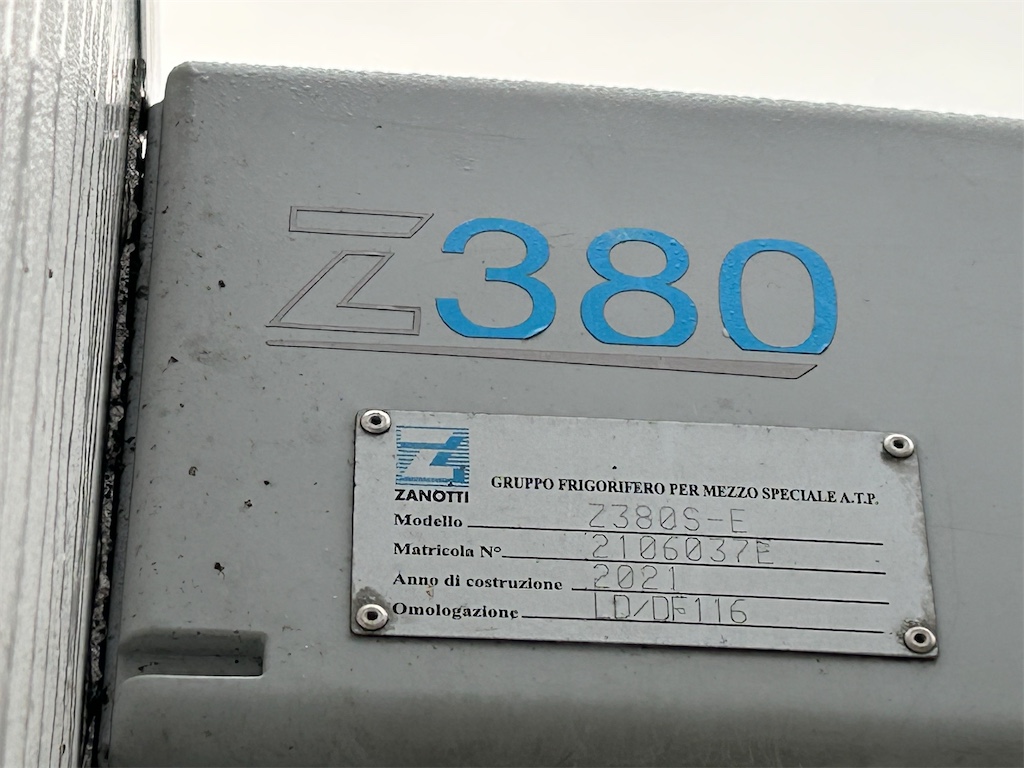 Z380
ZANOTTI
GRUPPO FRIGORIFERO PER MEZZO SPECIALE A.T.P.
Modello Z380S-E
Matricola N° 2106037E
Anno di costruzione 2021
Omologazione LD/DF116